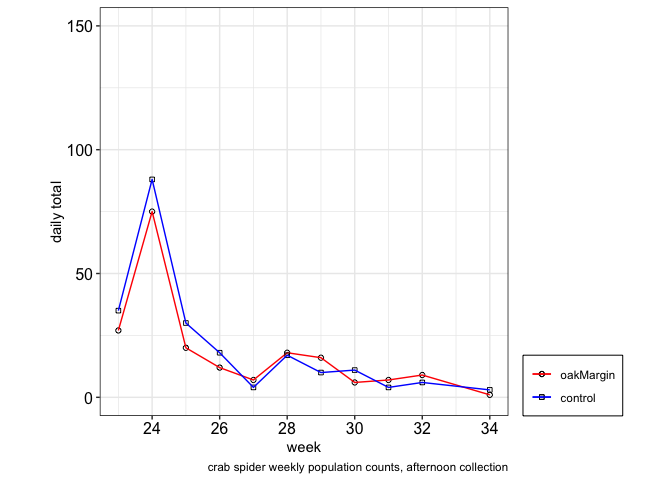 150
100
50
0
daily total
24 26 28 30 32 34
week
oakMargin
control
crab spider weekly population counts, afternoon collection